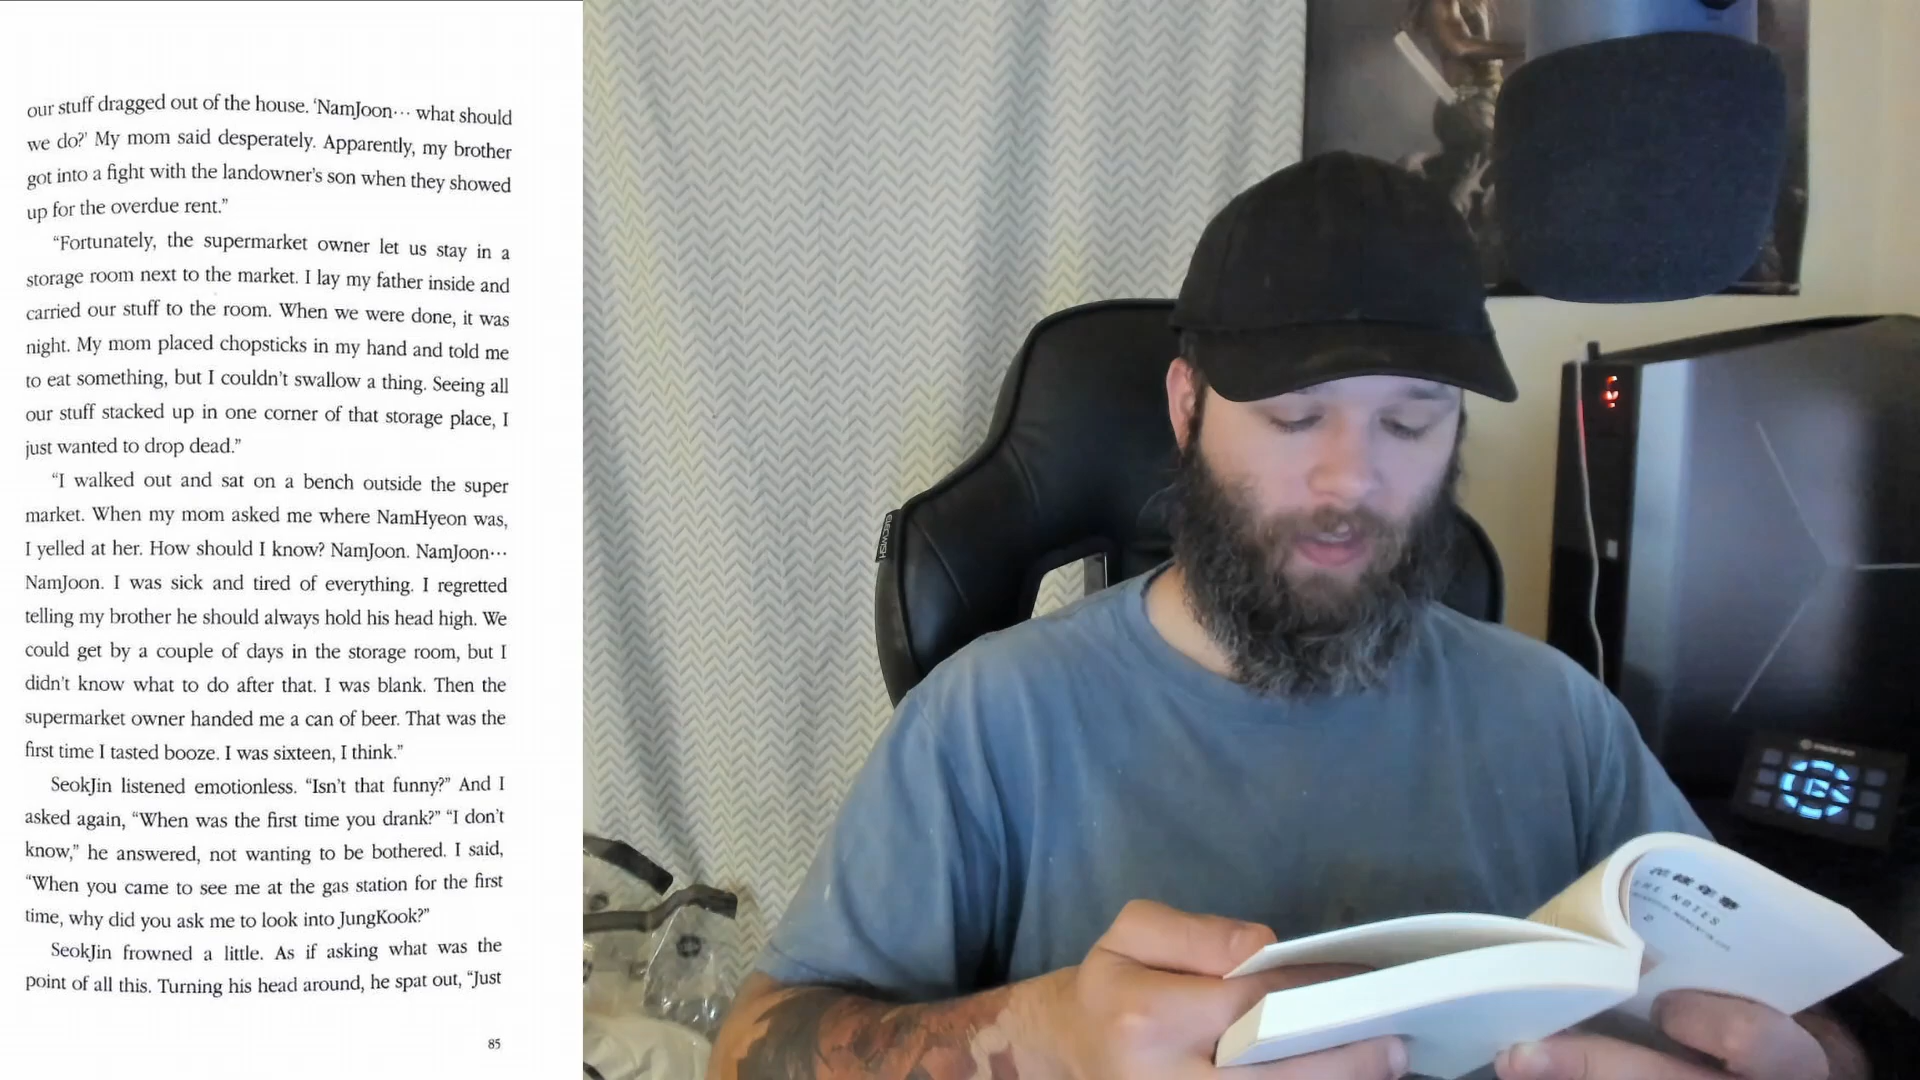 our stuff dragged out of the house. ‘NamJoon… what should
we do?’ My mom said desperately. Apparently, my brother
got into a fight with the landowner’s son when they showed
up for the overdue rent.”
“Fortunately, the supermarket owner let us stay in a
storage room next to the market. I lay my father inside and
carried our stuff to the room. When we were done, it was
night. My mom placed chopsticks in my hand and told me
to eat something, but I couldn’t swallow a thing. Seeing all
our stuff stacked up in one corner of that storage place, I
just wanted to drop dead.”
“I walked out and sat on a bench outside the super
market. When my mom asked me where NamHyeon was,
I yelled at her. How should I know? NamJoon. NamJoon…
NamJoon. I was sick and tired of everything. I regretted
telling my brother he should always hold his head high. We
could get by a couple of days in the storage room, but I
didn’t know what to do after that. I was blank. Then the
supermarket owner handed me a can of beer. That was the
first time I tasted booze. I was sixteen, I think.”
SeokJin listened emotionless. “Isn’t that funny?” And I
asked again, “When was the first time you drank?” “I don’t
know,” he answered, not wanting to be bothered. I said,
“When you came to see me at the gas station for the first
time, why did you ask me to look into JungKook?”
SeokJin frowned a little. As if asking what was the
point of all this. Turning his head around, he spat out, “Just
85
ELECWISH
花樣年華
THE NOTES
2